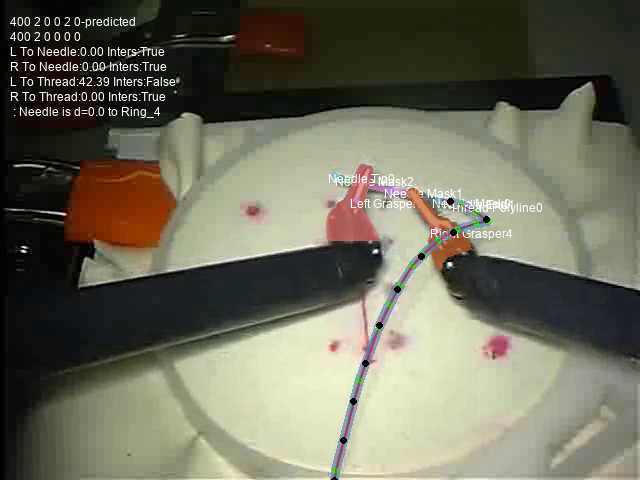 400 2 0 0 2 0-predicted
400 2 0 0 0 0
L To Needle:0.00 Inters:True
R To Needle:0.00 Inters:True
L To Thread:42.39 Inters:False
R To Thread:0.00 Inters:True
: Needle is d=0.0 to Ring_4
Needle Tip0
Mask2
Needle Mask1
Left Grasper
Thread Polyline0
Right Grasper4